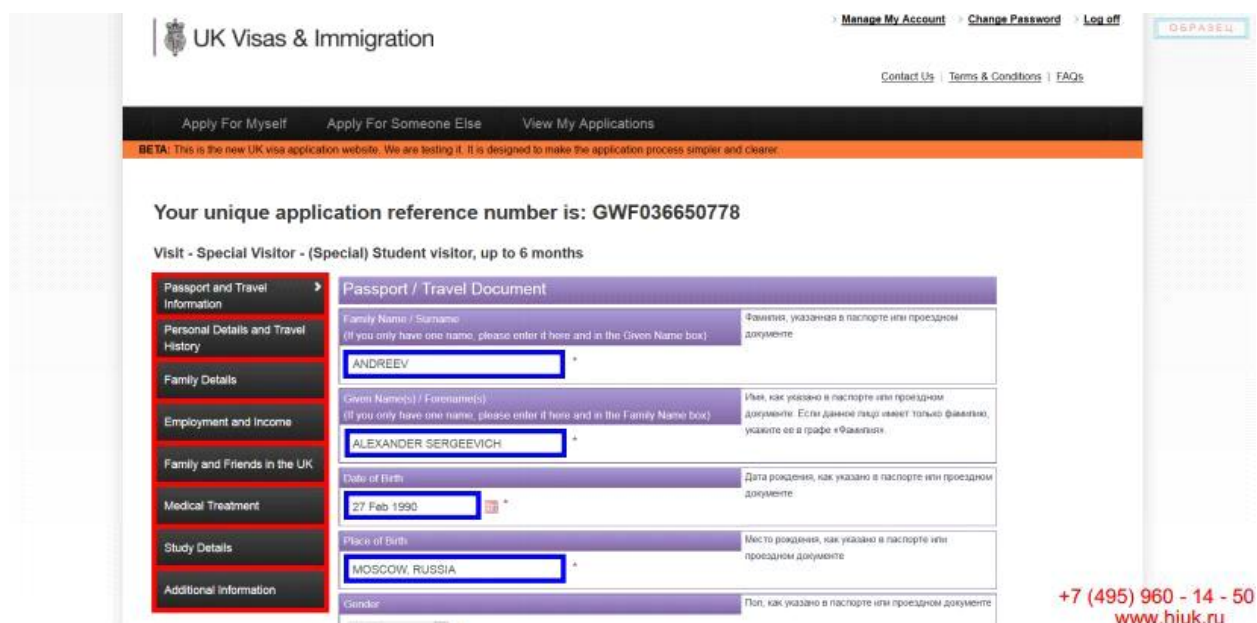 Manage My Account Change Password Log off
ОБРАЗЕЦ
UK Visas & Immigration
Contact Us | Terms & Conditions | FAQs
Apply For Myself Apply For Someone Else View My Applications
BETA: This is the new UK visa application website. We are testing it. It is designed to make the application process simpler and clearer.
Your unique application reference number is: GWF036650778
Visit - Special Visitor - (Special) Student visitor, up to 6 months
Passport and Travel
Information
Personal Details and Travel
History
Family Details
Employment and Income
Family and Friends in the UK
Medical Treatment
Study Details
Additional Information
Passport / Travel Document
Family Name / Surname
(If you only have one name, please enter it here and in the Given Name box)
ANDREEV *
Фамилия, указанная в паспорте или проездном
документе
Given Name(s) / Forename(s)
(If you only have one name, please enter it here and in the Family Name box)
ALEXANDER SERGEEVICH *
Имя, как указано в паспорте или проездном
документе. Если данное лицо имеет только фамилию,
укажите ее в графе «Фамилия».
Date of Birth
27 Feb 1990 *
Дата рождения, как указано в паспорте или проездном
документе
Place of Birth
MOSCOW, RUSSIA *
Место рождения, как указано в паспорте или
проездном документе
Gender
Пол, как указано в паспорте или проездном документе
+7 (495) 960 - 14 - 50
www.hiuk.ru